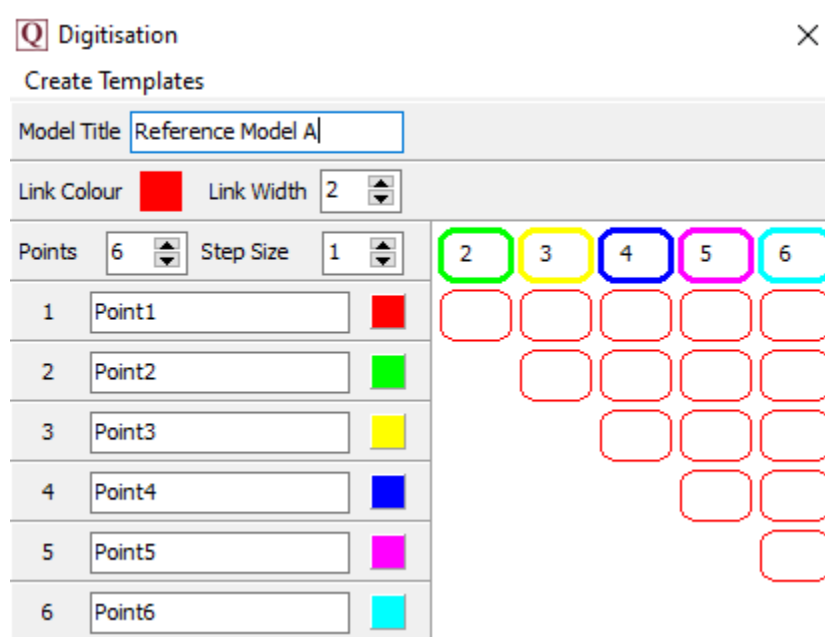 Q Digitisation
Create Templates
Model Title Reference Model A
Link Colour Link Width 2
Points 6 Step Size 1 2 3 4 5 6
1 Point1
2 Point2
3 Point3
4 Point4
5 Point5
6 Point6